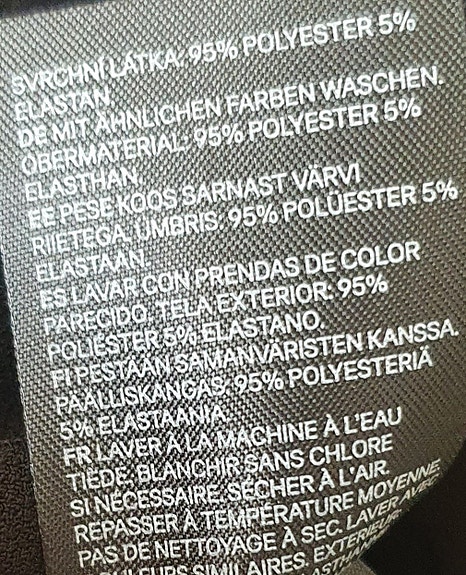 SVRCHNÍ LÁTKA: 95% POLYESTER 5%
ELASTAN.
DE MIT ÄHNLICHEN FARBEN WASCHEN.
OBERMATERIAL: 95% POLYESTER 5%
ELASTHAN.
EE PESE KOOS SARNAST VÄRVI
RIIETEGA. ÜMBRIS: 95% POLÜESTER 5%
ELASTAAN.
ES LAVAR CON PRENDAS DE COLOR
PARECIDO. TELA EXTERIOR: 95%
POLIÉSTER 5% ELASTANO.
FI PESTÄÄN SAMANVÄRISTEN KANSSA.
PÄÄLLISKANGAS: 95% POLYESTERIÄ
5% ELASTAANIA.
FR LAVER À LA MACHINE À L'EAU
TIÈDE. BLANCHIR SANS CHLORE
SI NÉCESSAIRE. SÉCHER À L'AIR.
REPASSER À TEMPÉRATURE MOYENNE.
PAS DE NETTOYAGE À SEC. LAVER AVEC
COULEURS SIMILAIRES. EXTÉRIEUR: